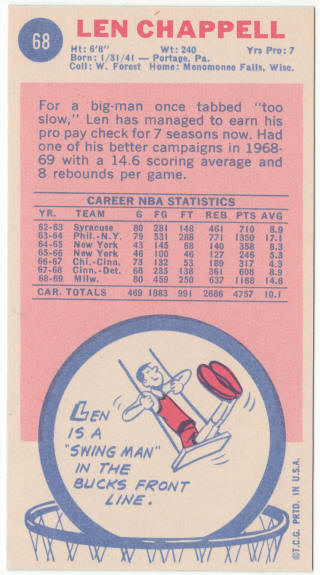 68
LEN CHAPPELL
Ht: 6'8" Wt: 240 Yrs Pro: 7
Born: 1/31/41 — Portage, Pa.
Coll: W. Forest Home: Menomonee Falls, Wisc.
For a big-man once tabbed "too
slow," Len has managed to earn his
pro pay check for 7 seasons now. Had
one of his better campaigns in 1968-
69 with a 14.6 scoring average and
8 rebounds per game.
CAREER NBA STATISTICS
YR. TEAM G FG FT REB PTS AVG
62-63 Syracuse 80 281 148 461 710 8.9
63-64 Phil.-N.Y. 79 531 288 771 1350 17.1
64-65 New York 43 145 68 140 358 8.3
65-66 New York 46 100 46 127 246 5.3
66-67 Chi.-Cinn. 73 132 53 189 317 4.3
67-68 Cinn.-Det. 68 235 138 361 608 8.9
68-69 Milw. 80 459 250 637 1168 14.6
CAR. TOTALS 469 1883 991 2686 4757 10.1
LEN
IS A
"SWING MAN"
IN THE
BUCKS FRONT
LINE.
©T.C.G. PRTD. IN U.S.A.